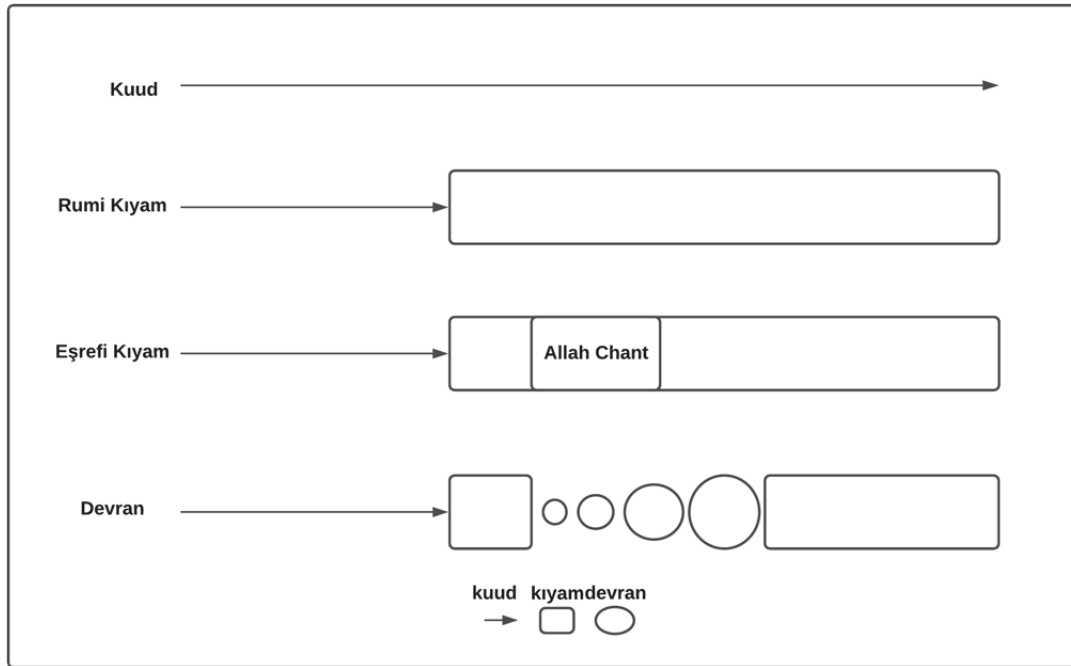 Kuud
Rumi Kıyam
Eşrefi Kıyam
Allah Chant
Devran
kuud kıyamdevran